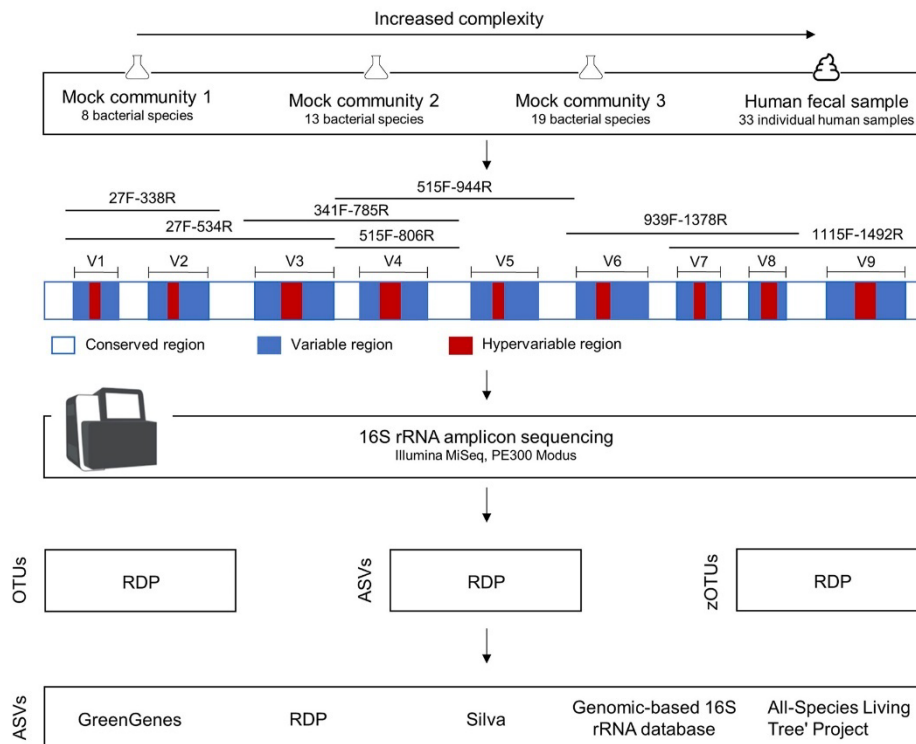 Increased complexity
Mock community 1
8 bacterial species
Mock community 2
13 bacterial species
Mock community 3
19 bacterial species
Human fecal sample
33 individual human samples
515F-944R
27F-338R
341F-785R
27F-534R
515F-806R
939F-1378R
1115F-1492R
V1
V2
V3
V4
V5
V6
V7
V8
V9
Conserved region
Variable region
Hypervariable region
16S rRNA amplicon sequencing
Illumina MiSeq, PE300 Modus
OTUs
RDP
ASVs
RDP
zOTUs
RDP
ASVs
GreenGenes
RDP
Silva
Genomic-based 16S
rRNA database
All-Species Living
Tree' Project